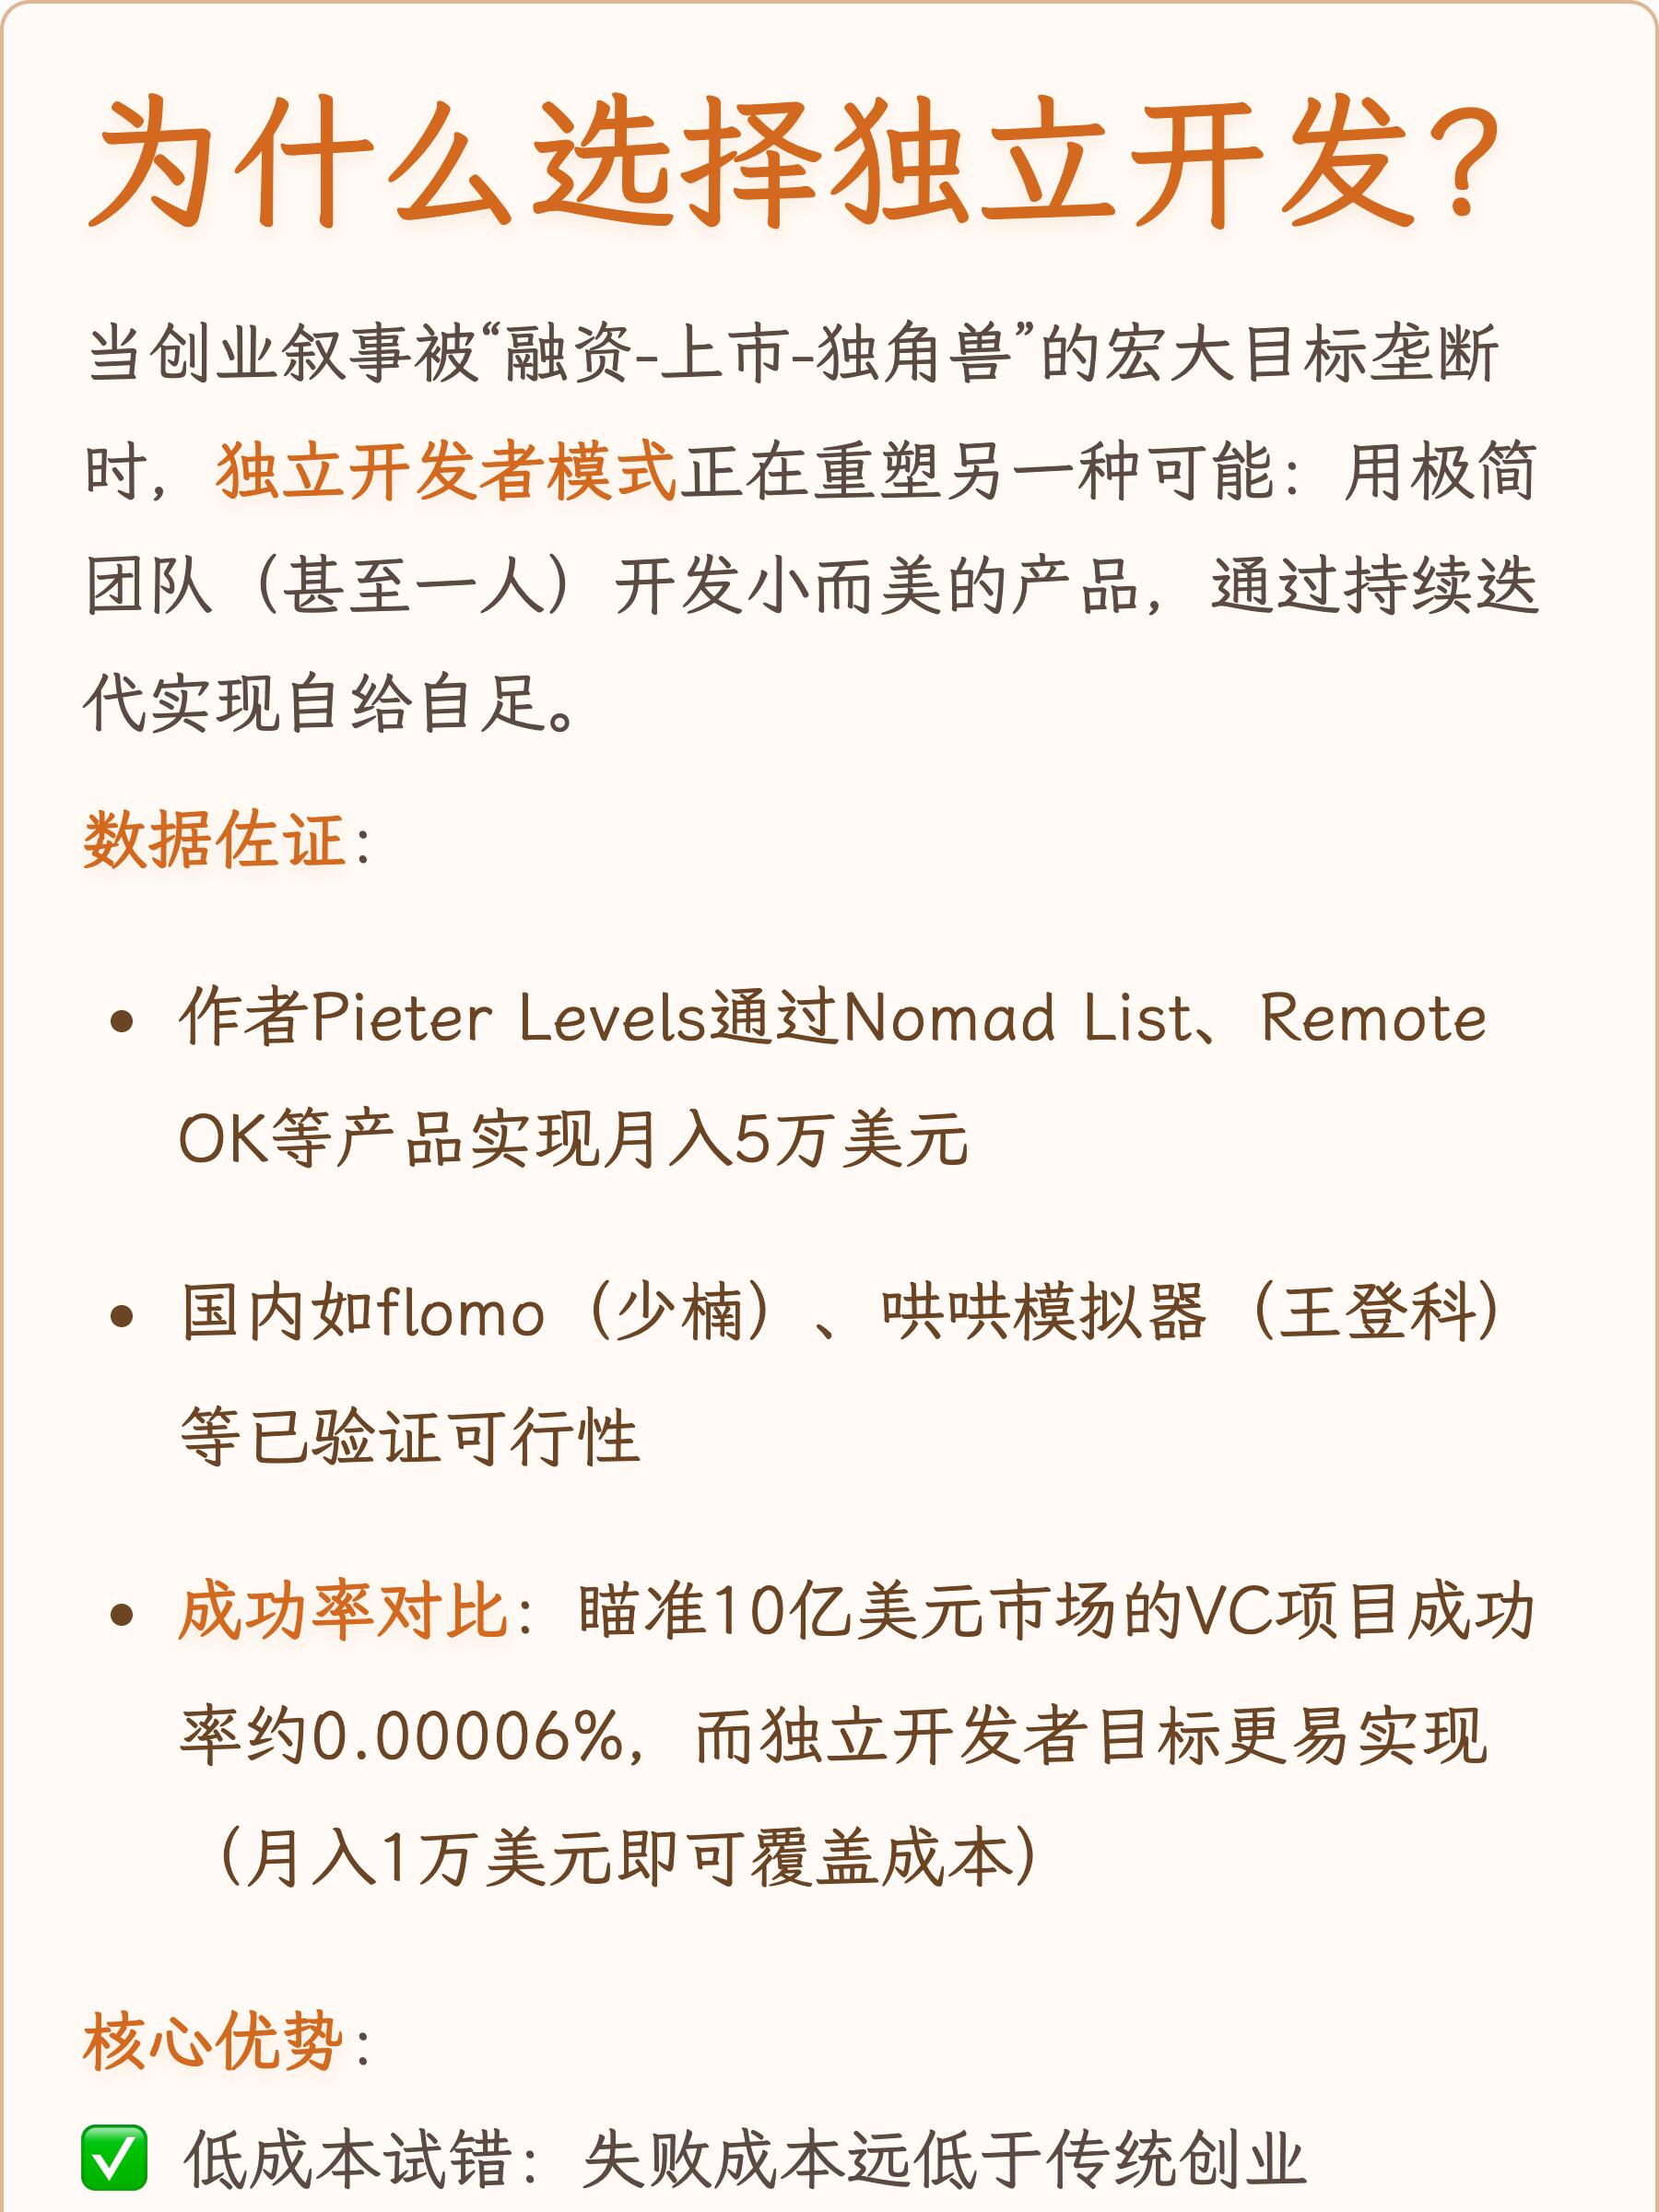 为什么选择独立开发？
当创业叙事被“融资-上市-独角兽”的宏大目标垄断
时，独立开发者模式正在重塑另一种可能：用极简
团队（甚至一人）开发小而美的产品，通过持续迭
代实现自给自足。
数据佐证：
• 作者Pieter Levels通过Nomad List、Remote
OK等产品实现月入5万美元
• 国内如flomo（少楠）、哄哄模拟器（王登科）
等已验证可行性
• 成功率对比：瞄准10亿美元市场的VC项目成功
率约0.00006%，而独立开发者目标更易实现
（月入1万美元即可覆盖成本）
核心优势：
✅ 低成本试错：失败成本远低于传统创业